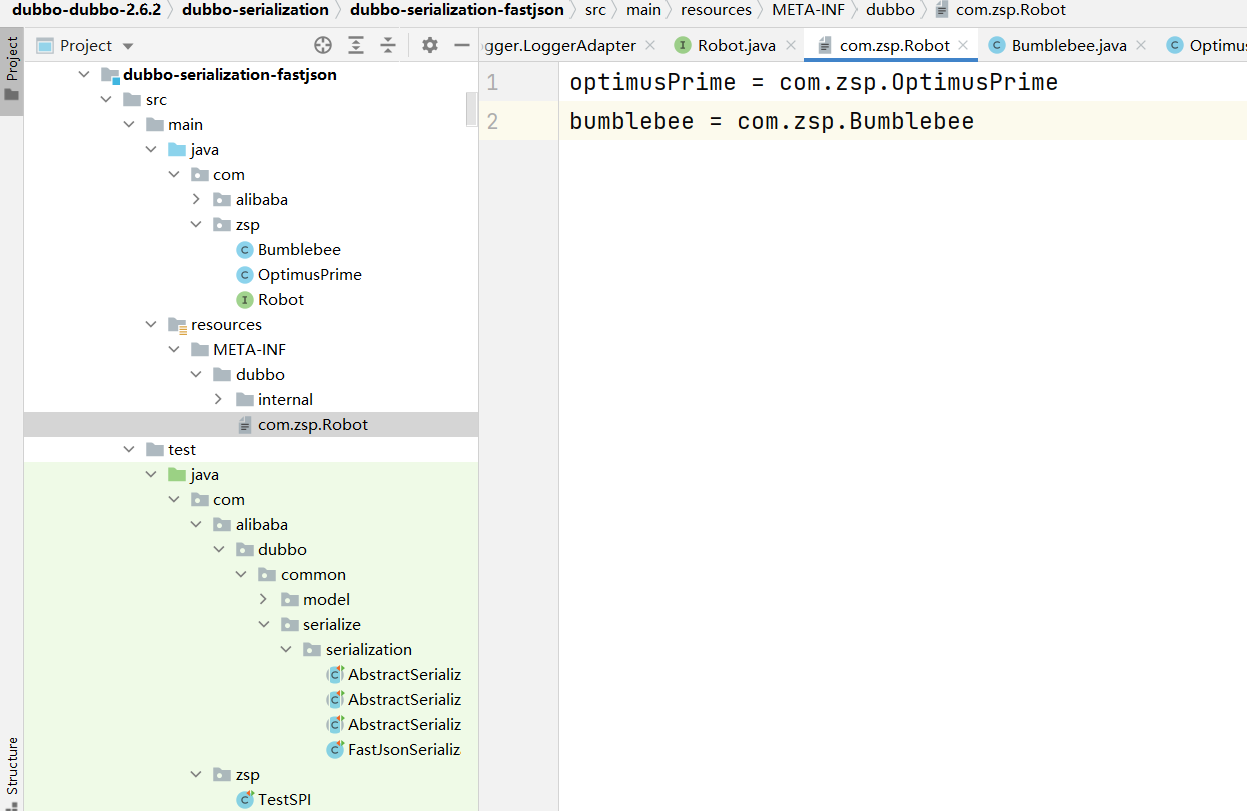 dubbo-dubbo-2.6.2 dubbo-serialization dubbo-serialization-fastjson src main resources META-INF dubbo com.zsp.Robot
Project
Project
ogger.LoggerAdapter Robot.java com.zsp.Robot Bumblebee.java Optimus
dubbo-serialization-fastjson
src
main
java
com
alibaba
zsp
Bumblebee
OptimusPrime
Robot
resources
META-INF
dubbo
internal
com.zsp.Robot
test
java
com
alibaba
dubbo
common
model
serialize
serialization
AbstractSerializ
AbstractSerializ
AbstractSerializ
FastJsonSerializ
zsp
TestSPI
Structure
1 optimusPrime = com.zsp.OptimusPrime
2 bumblebee = com.zsp.Bumblebee